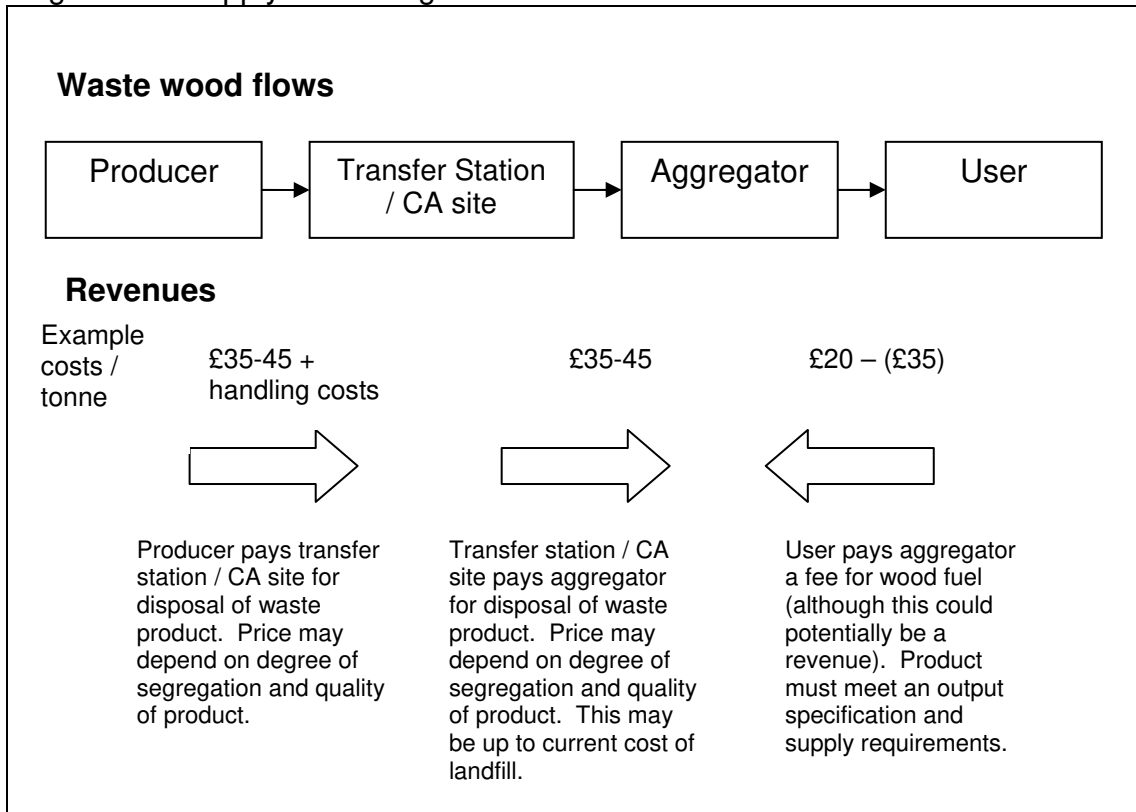 Waste wood flows
Producer
Transfer Station
/ CA site
Aggregator
User
Revenues
Example
costs /
tonne
£35-45 +
handling costs
£35-45
£20 – (£35)
Producer pays transfer
station / CA site for
disposal of waste
product. Price may
depend on degree of
segregation and quality
of product.
Transfer station / CA
site pays aggregator
for disposal of waste
product. Price may
depend on degree of
segregation and quality
of product. This may
be up to current cost of
landfill.
User pays aggregator
a fee for wood fuel
(although this could
potentially be a
revenue). Product
must meet an output
specification and
supply requirements.